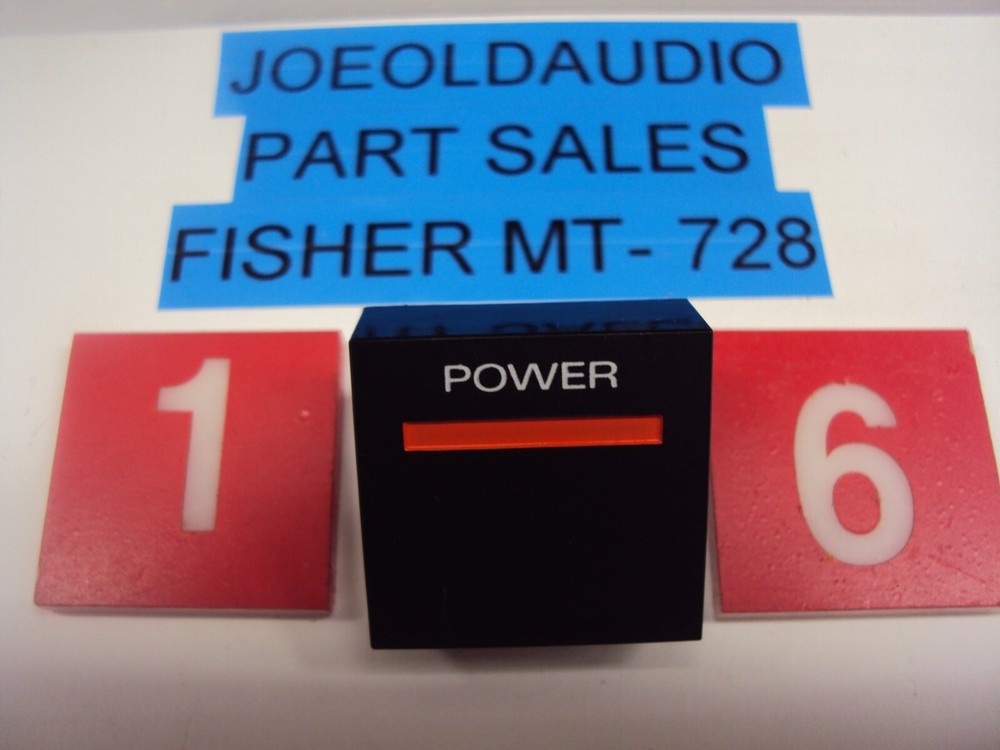 JOEOLDAUDIO
PART SALES
FISHER MT- 728
POWER
1 6